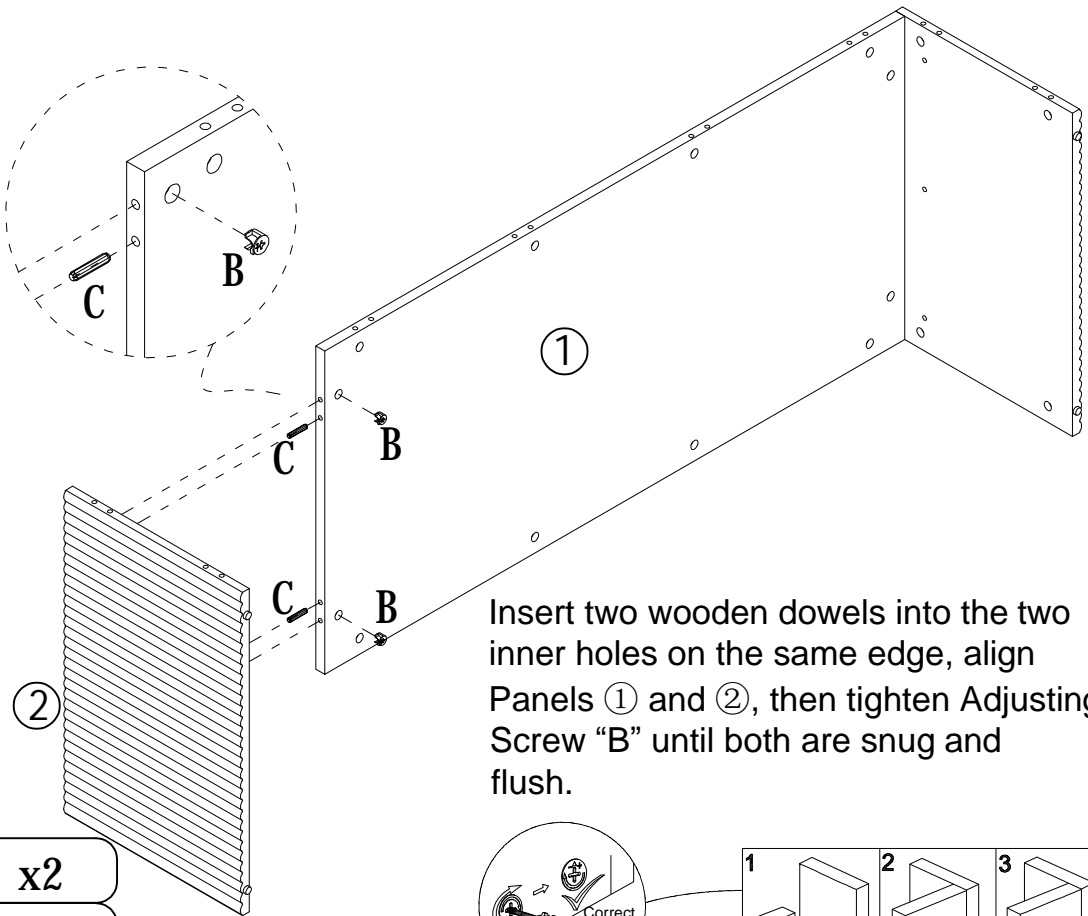 B
C
①
C
B
C
B
②
Insert two wooden dowels into the two
inner holes on the same edge, align
Panels ① and ②, then tighten Adjusting
Screw “B” until both are snug and
flush.
x2
Correct
1 2 3